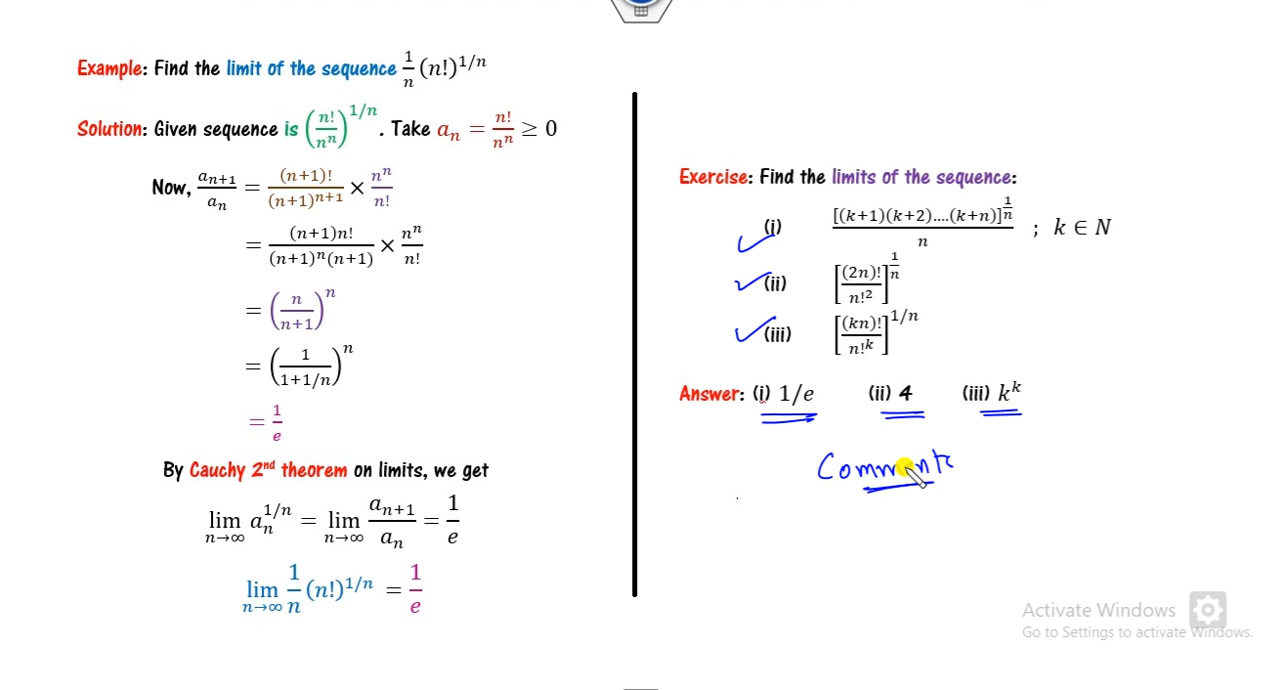 Example: Find the limit of the sequence 1/n (n!)^{1/n}
Solution: Given sequence is (n!/n^n)^{1/n} . Take a_n = n!/n^n ≥ 0
Now, a_{n+1}/a_n = (n+1)!/(n+1)^{n+1} × n^n/n!
= (n+1)n!/(n+1)^n(n+1) × n^n/n!
= (n/n+1)^n
= (1/1+1/n)^n
= 1/e
By Cauchy 2nd theorem on limits, we get
lim_{n→∞} a_n^{1/n} = lim_{n→∞} a_{n+1}/a_n = 1/e
lim_{n→∞} 1/n (n!)^{1/n} = 1/e
Exercise: Find the limits of the sequence:
(i) [(k+1)(k+2)....(k+n)]^{1/n}/n ; k ∈ N
(ii) [(2n)!/n!^2]^{1/n}
(iii) [(kn)!/n!^k]^{1/n}
Answer: (i) 1/e (ii) 4 (iii) k^k
Comments
Activate Windows
Go to Settings to activate Windows.